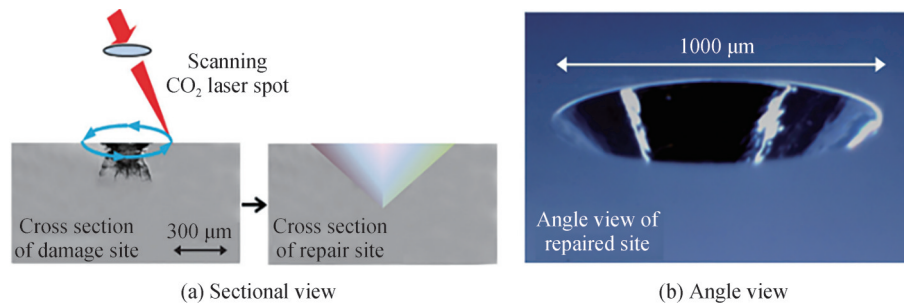 Scanning
CO₂ laser spot
Cross section
of damage site
300 μm
Cross section
of repair site
(a) Sectional view
1000 μm
Angle view of
repaired site
(b) Angle view